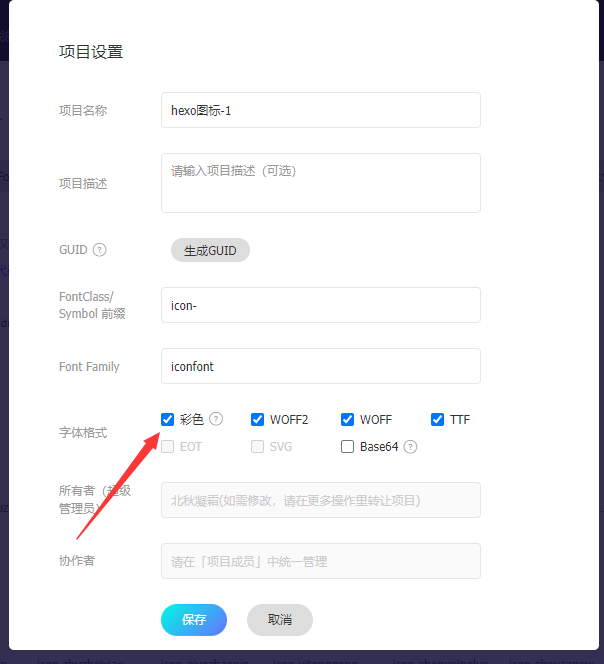 项目设置
项目名称
hexo图标-1
项目描述
请输入项目描述（可选）
GUID ?
生成GUID
FontClass/
Symbol 前缀
icon-
Font Family
iconfont
字体格式
彩色 ? WOFF2 WOFF TTF
EOT SVG Base64 ?
所有者（超级
管理员）
北秋凝霜(如需修改，请在更多操作里转让项目)
协作者
请在「项目成员」中统一管理
保存 取消